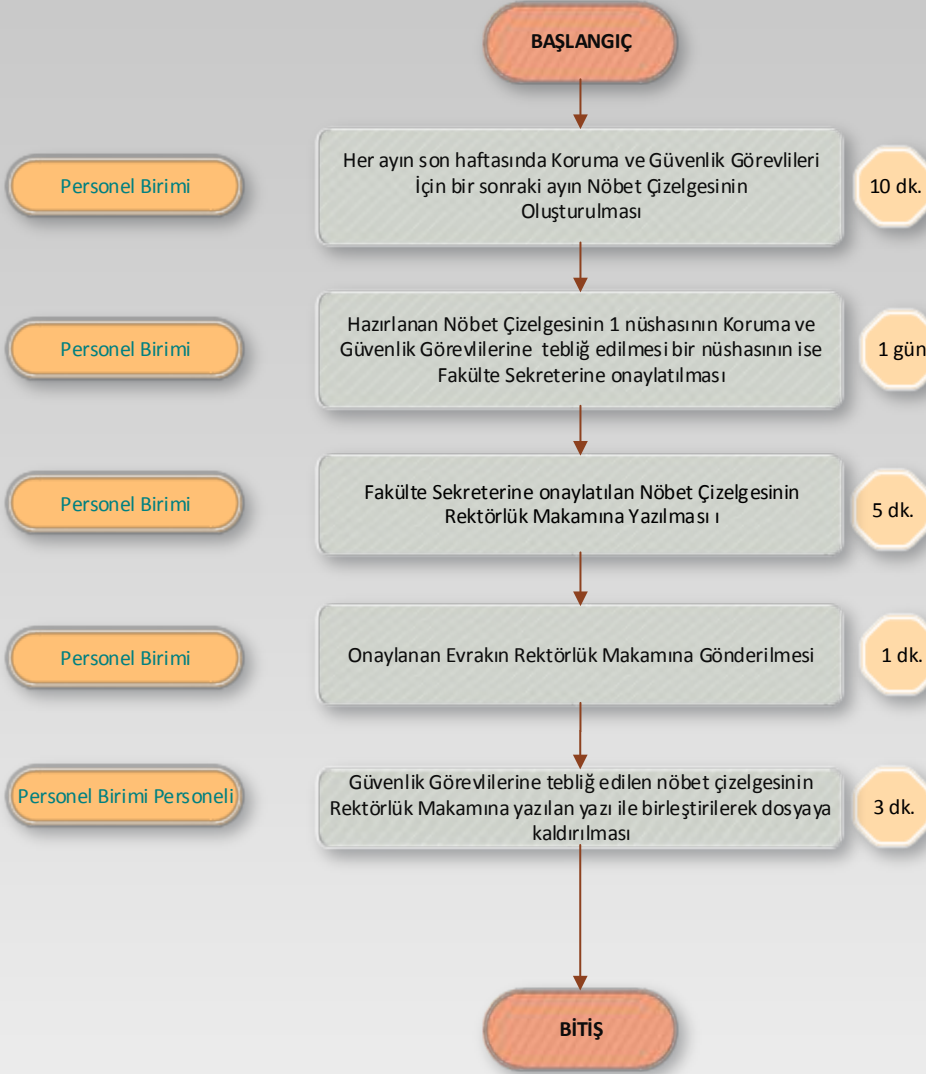 BAŞLANGIÇ
Personel Birimi
Her ayın son haftasında Koruma ve Güvenlik Görevlileri
İçin bir sonraki ayın Nöbet Çizelgesinin
Oluşturulması
10 dk.
Personel Birimi
Hazırlanan Nöbet Çizelgesinin 1 nüshasının Koruma ve
Güvenlik Görevlilerine tebliğ edilmesi bir nüshasının ise
Fakülte Sekreterine onaylatılması
1 gün
Personel Birimi
Fakülte Sekreterine onaylatılan Nöbet Çizelgesinin
Rektörlük Makamına Yazılması ı
5 dk.
Personel Birimi
Onaylanan Evrakın Rektörlük Makamına Gönderilmesi
1 dk.
Personel Birimi Personeli
Güvenlik Görevlilerine tebliğ edilen nöbet çizelgesinin
Rektörlük Makamına yazılan yazı ile birleştirilerek dosyaya
kaldırılması
3 dk.
BİTİŞ